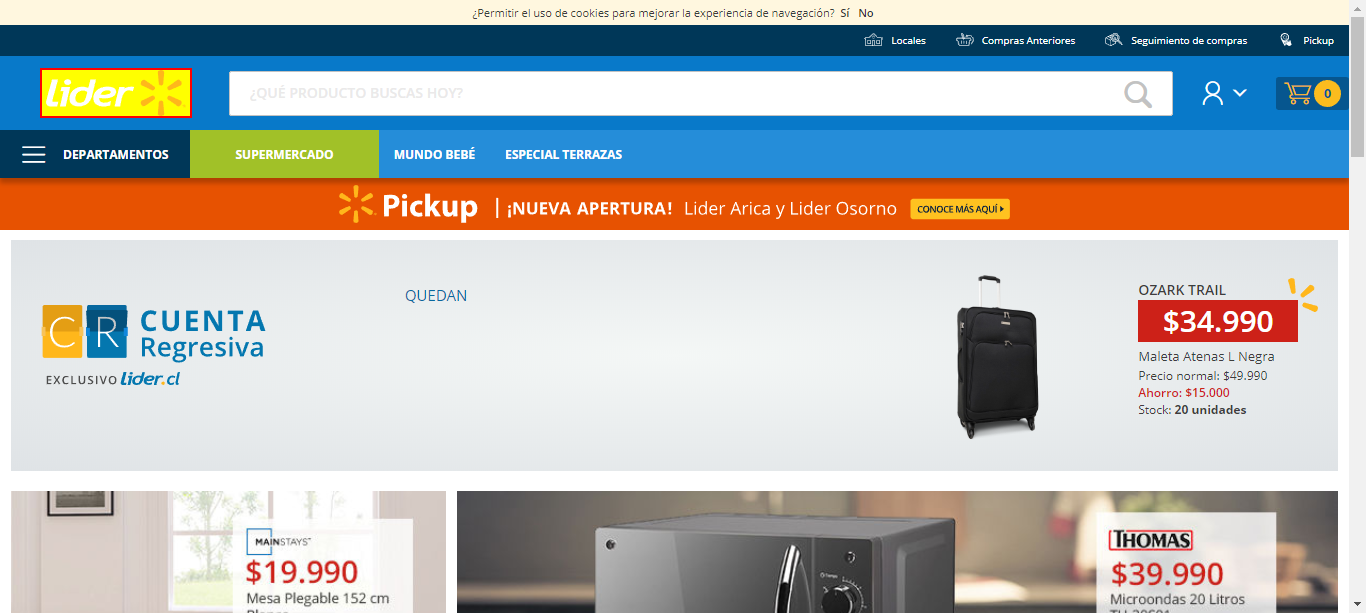 ¿Permitir el uso de cookies para mejorar la experiencia de navegación? Sí No
Locales Compras Anteriores Seguimiento de compras Pickup
Lider
¿QUÉ PRODUCTO BUSCAS HOY?
0
DEPARTAMENTOS SUPERMERCADO MUNDO BEBÉ ESPECIAL TERRAZAS
Pickup | ¡NUEVA APERTURA! Lider Arica y Lider Osorno CONOCE MÁS AQUÍ
CR CUENTA
Regresiva
EXCLUSIVO Lider.cl
QUEDAN
OZARK TRAIL
$34.990
Maleta Atenas L Negra
Precio normal: $49.990
Ahorro: $15.000
Stock: 20 unidades
MAINSTAYS™
$19.990
Mesa Plegable 152 cm
THOMAS
$39.990
Microondas 20 Litros